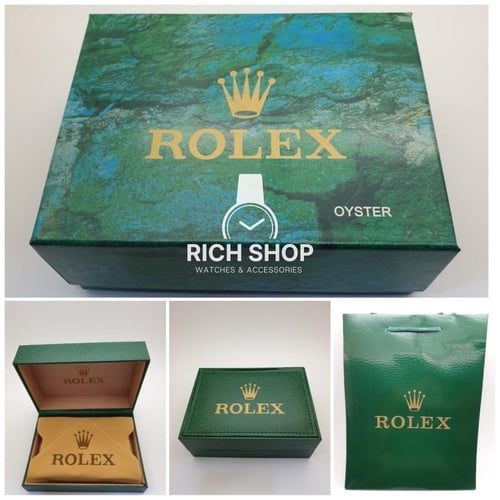 ROLEX
OYSTER
RICH SHOP
WATCHES & ACCESSORIES
ROLEX
ROLEX
ROLEX
ROLEX